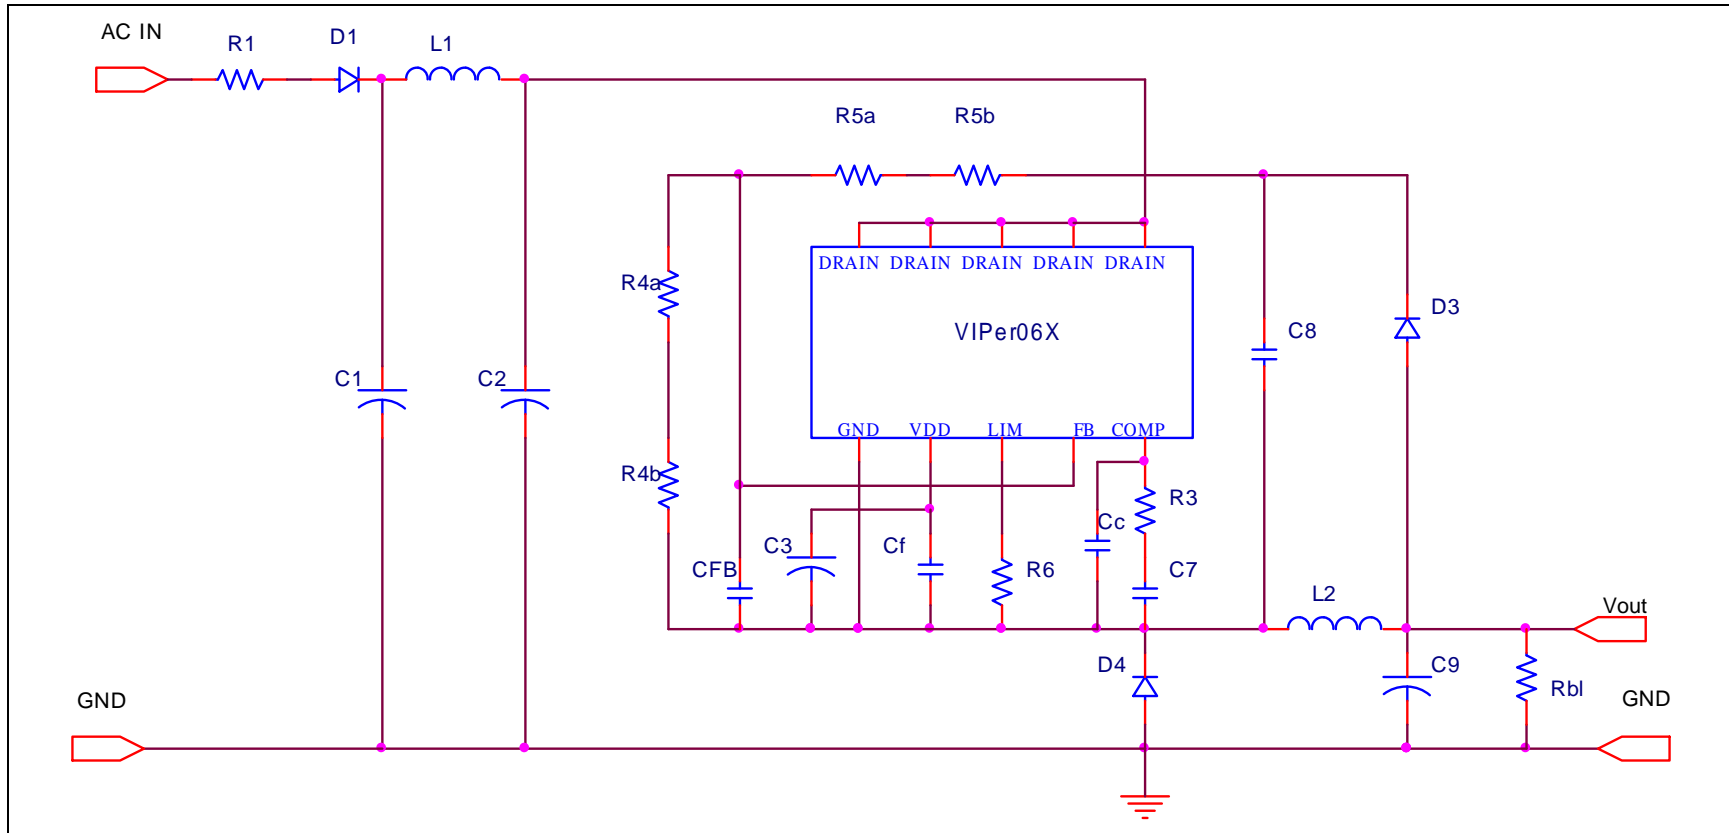 AC IN
R1
D1
L1
R5a
R5b
DRAIN DRAIN DRAIN DRAIN DRAIN
R4a
VIPer06X
D3
C8
C1
C2
GND VDD LIM FB COMP
R4b
R3
Cc
C3
Cf
CFB
R6
C7
L2
Vout
D4
C9
Rbl
GND
GND